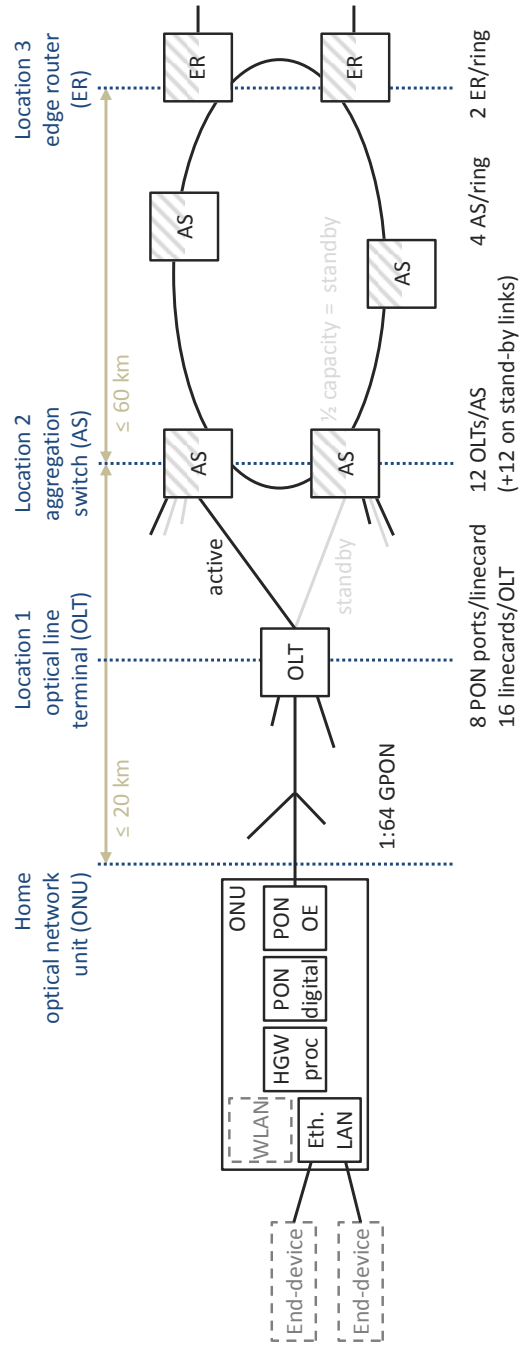 Home
optical network
unit (ONU)
Location 1
optical line
terminal (OLT)
Location 2
aggregation
switch (AS)
Location 3
edge router
(ER)
≤ 20 km
≤ 60 km
End-device
End-device
WLAN
Eth.
LAN
HGW
proc
PON
digital
PON
OE
ONU
1:64 GPON
OLT
active
standby
AS
AS
½ capacity = standby
AS
AS
ER
ER
8 PON ports/linecard
16 linecards/OLT
12 OLTs/AS
(+12 on stand-by links)
4 AS/ring
2 ER/ring